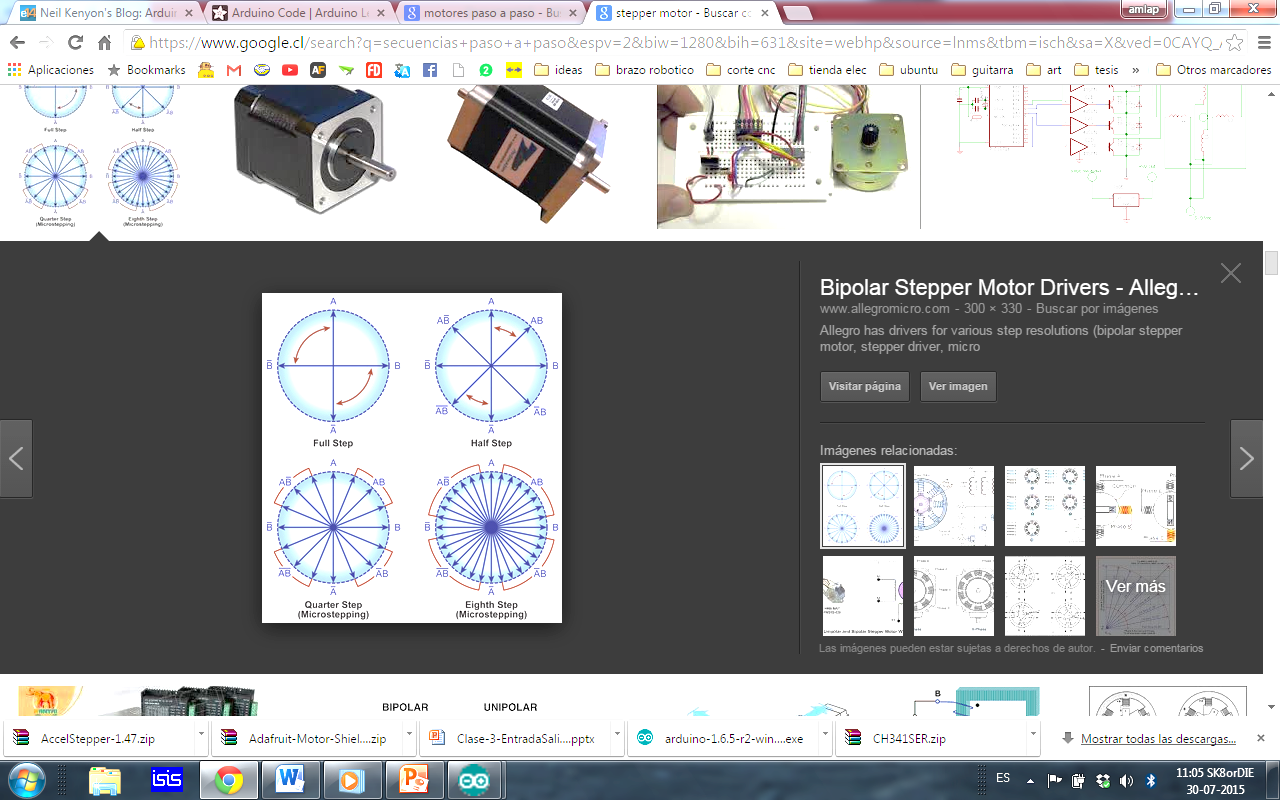 Neil Kenyon's Blog: Arduin
Arduino Code | Arduino Le
motores paso a paso - Bus
stepper motor - Buscar co
amlap
https://www.google.cl/search?q=secuencias+paso+a+paso&espv=2&biw=1280&bih=631&site=webhp&source=lnms&tbm=isch&sa=X&ved=0CAYQ_A
Aplicaciones
Bookmarks
ideas
brazo robotico
corte cnc
tienda elec
ubuntu
guitarra
art
tesis
»
Otros marcadores
Full Step
Half Step
Quarter Step
(Microstepping)
Eighth Step
(Microstepping)
A
AB̅
AB
B̅
B
A̅B̅
A̅B
A̅
Full Step
Half Step
Quarter Step
(Microstepping)
Eighth Step
(Microstepping)
Bipolar Stepper Motor Drivers - Alleg…
www.allegromicro.com - 300 × 330 - Buscar por imágenes
Allegro has drivers for various step resolutions (bipolar stepper
motor, stepper driver, micro
Visitar página
Ver imagen
Imágenes relacionadas:
Ver más
Las imágenes pueden estar sujetas a derechos de autor. - Enviar comentarios
BIPOLAR
UNIPOLAR
B
AccelStepper-1.47.zip
Adafruit-Motor-Shiel....zip
Clase-3-EntradaSali....pptx
arduino-1.6.5-r2-win....exe
CH341SER.zip
Mostrar todas las descargas...
isis
ES
11:05 SK8orDIE
30-07-2015